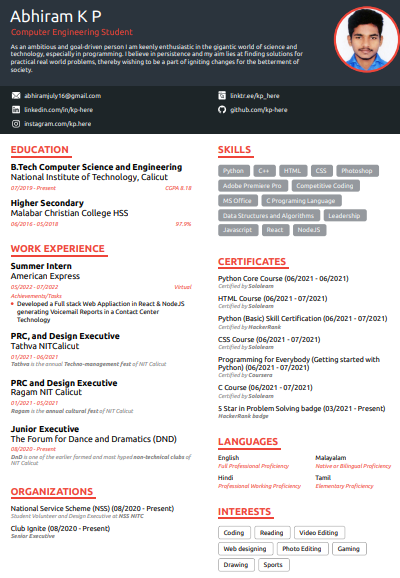 Abhiram K P
Computer Engineering Student
As an ambitious and goal-driven person I am keenly enthusiastic in the gigantic world of science and
technology, especially in programming. I believe in persistence and my aim lies at finding solutions for
practical real world problems, thereby wishing to be a part of igniting changes for the betterment of
society.
abhiramjuly16@gmail.com
linktr.ee/kp_here
linkedin.com/in/kp-here
github.com/kp-here
instagram.com/kp.here
EDUCATION
B.Tech Computer Science and Engineering
National Institute of Technology, Calicut
07/2019 - Present
CGPA 8.18
Higher Secondary
Malabar Christian College HSS
06/2016 - 05/2018
97.9%
WORK EXPERIENCE
Summer Intern
American Express
05/2022 - 07/2022
Virtual
Achievements/Tasks
Developed a Full stack Web Appliaction in React & NodeJS
generating Voicemail Reports in a Contact Center
Technology
PRC, and Design Executive
Tathva NITCalicut
01/2021 - 06/2021
Tathva is the annual Techno-management fest of NIT Calicut
PRC and Design Executive
Ragam NIT Calicut
01/2021 - 05/2021
Ragam is the annual cultural fest of NIT Calicut
Junior Executive
The Forum for Dance and Dramatics (DND)
08/2020 - Present
DnD is one of the earlier formed and most hyped non-technical clubs of
NIT Calicut
ORGANIZATIONS
National Service Scheme (NSS) (08/2020 - Present)
Student Volunteer and Design Executive at NSS NITC
Club Ignite (08/2020 - Present)
Senior Executive
SKILLS
Python C++ HTML CSS Photoshop
Adobe Premiere Pro Competitive Coding
MS Office C Programing Language
Data Structures and Algorithms Leadership
Javascript React NodeJS
CERTIFICATES
Python Core Course (06/2021 - 06/2021)
Certified by Sololearn
HTML Course (05/2021 - 07/2021)
Certified by Sololearn
Python (Basic) Skill Certification (06/2021 - 07/2021)
Certified by HackerRank
CSS Course (06/2021 - 07/2021)
Certified by Sololearn
Programming for Everybody (Getting started with
Python) (06/2021 - 07/2021)
Certified by Coursera
C Course (06/2021 - 07/2021)
Certified by Sololearn
5 Star in Problem Solving badge (03/2021 - Present)
HackerRank badge
LANGUAGES
English
Full Professional Proficiency
Malayalam
Native or Bilingual Proficiency
Hindi
Professional Working Proficiency
Tamil
Elementary Proficiency
INTERESTS
Coding Reading Video Editing
Web designing Photo Editing Gaming
Drawing Sports